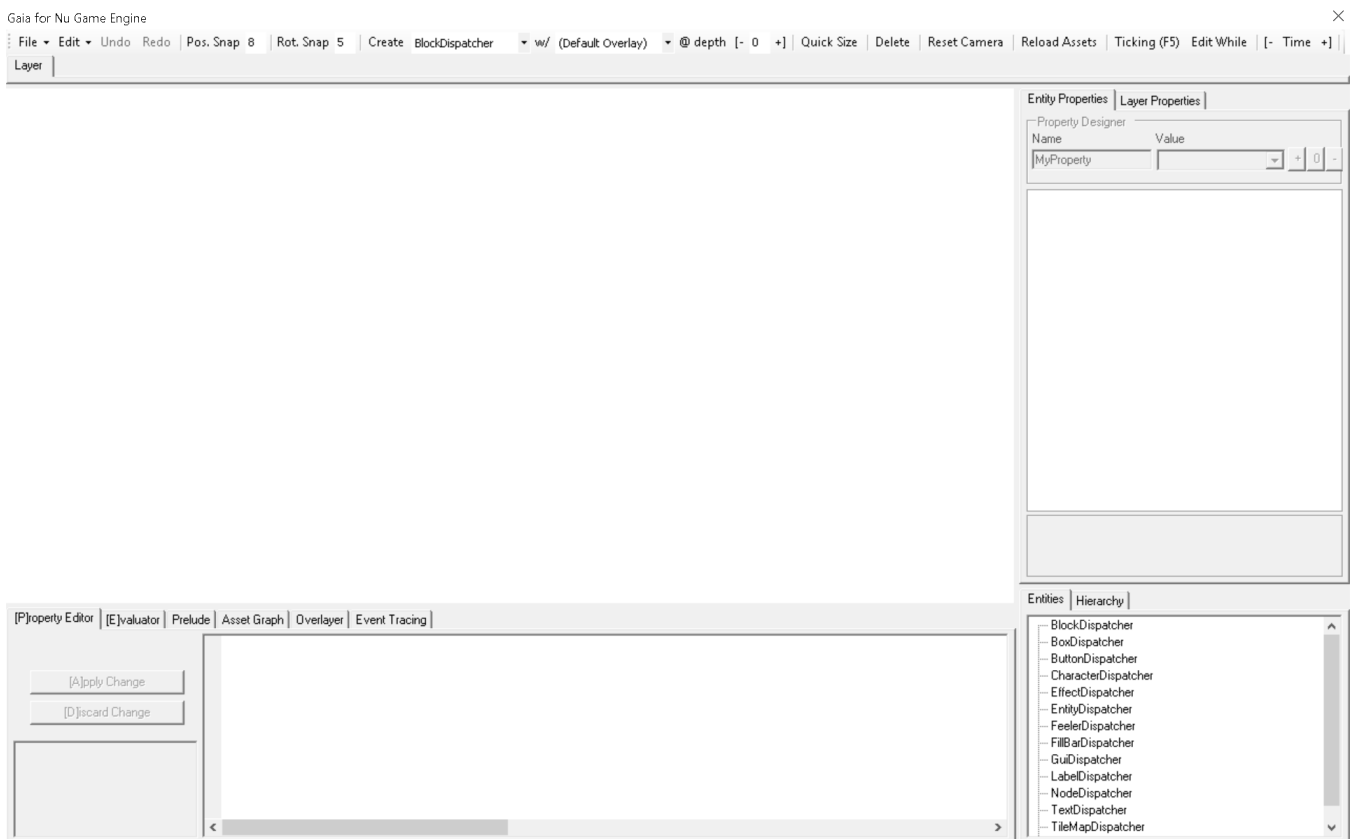 Gaia for Nu Game Engine
File Edit Undo Redo Pos. Snap 8 Rot. Snap 5 Create BlockDispatcher w/ (Default Overlay) @ depth [- 0 +] Quick Size Delete Reset Camera Reload Assets Ticking (F5) Edit While [- Time +]
Layer
Entity Properties Layer Properties
Property Designer
Name Value
MyProperty + 0 -
[P]roperty Editor [E]valuator Prelude Asset Graph Overlayer Event Tracing
[A]pply Change
[D]iscard Change
Entities Hierarchy
BlockDispatcher
BoxDispatcher
ButtonDispatcher
CharacterDispatcher
EffectDispatcher
EntityDispatcher
FeelerDispatcher
FillBarDispatcher
GuiDispatcher
LabelDispatcher
NodeDispatcher
TextDispatcher
TileMapDispatcher